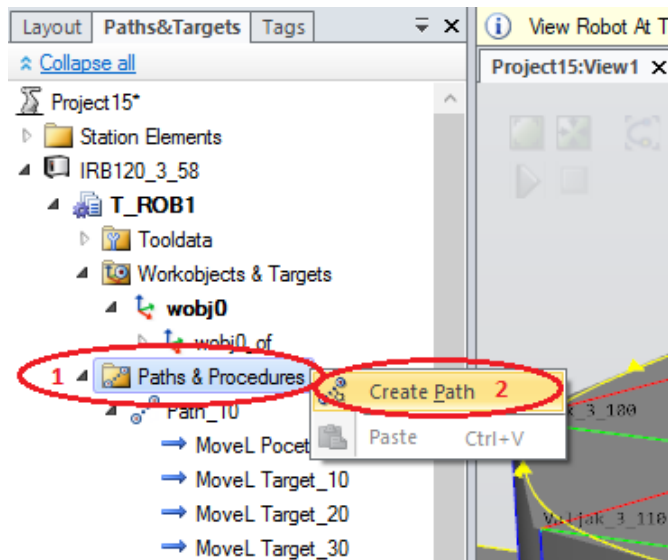 Layout Paths&Targets Tags
View Robot At T
Collapse all
Project15:View1
Project15*
Station Elements
IRB120_3_58
T_ROB1
Tooldata
Workobjects & Targets
wobj0
wobj0_of
1 Paths & Procedures
Create Path 2
Path_10
Paste Ctrl+V
k_3_100
MoveL Pocet
MoveL Target_10
MoveL Target_20
Valjak_3_110
MoveL Target_30